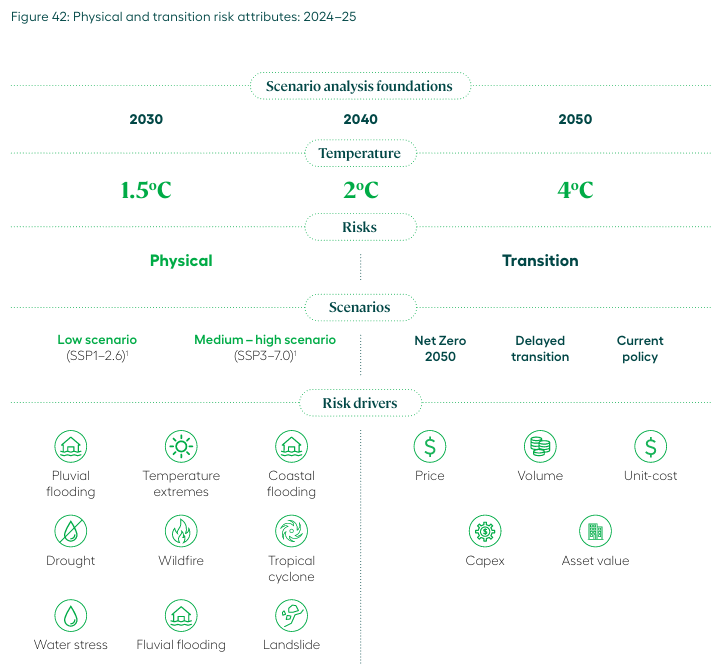 Figure 42: Physical and transition risk attributes: 2024–25
Scenario analysis foundations
2030
2040
2050
Temperature
1.5°C
2°C
4°C
Risks
Physical
Transition
Scenarios
Low scenario
(SSP1–2.6)¹
Medium – high scenario
(SSP3–7.0)¹
Net Zero
2050
Delayed
transition
Current
policy
Risk drivers
Pluvial
flooding
Temperature
extremes
Coastal
flooding
Price
Volume
Unit-cost
Drought
Wildfire
Tropical
cyclone
Capex
Asset value
Water stress
Fluvial flooding
Landslide